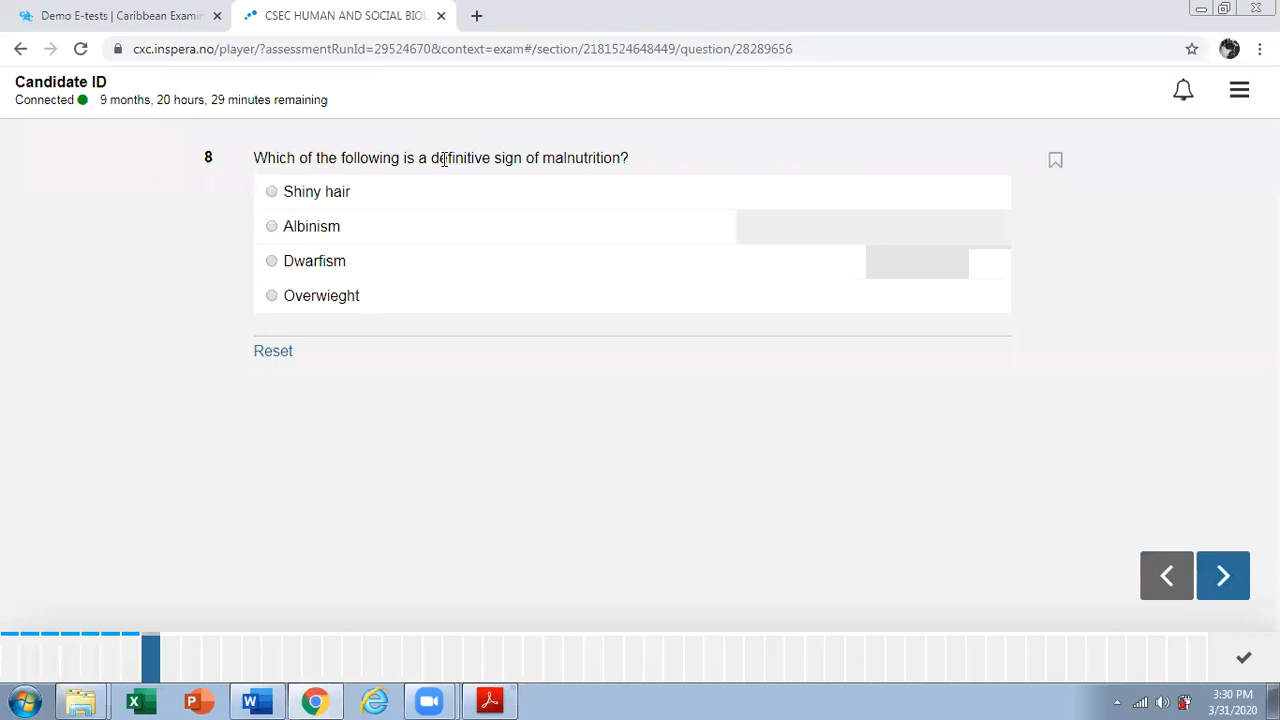 Demo E-tests | Caribbean Examin
CSEC HUMAN AND SOCIAL BIOL
cxc.inspera.no/player/?assessmentRunId=29524670&context=exam#/section/2181524648449/question/28289656
Candidate ID
Connected 9 months, 20 hours, 29 minutes remaining
8 Which of the following is a definitive sign of malnutrition?
Shiny hair
Albinism
Dwarfism
Overwieght
Reset
3:30 PM
3/31/2020